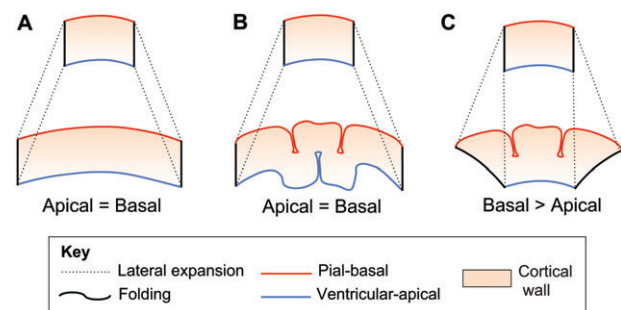 A
B
C
Apical = Basal
Apical = Basal
Basal > Apical
Key
Lateral expansion
Folding
Pial-basal
Ventricular-apical
Cortical
wall